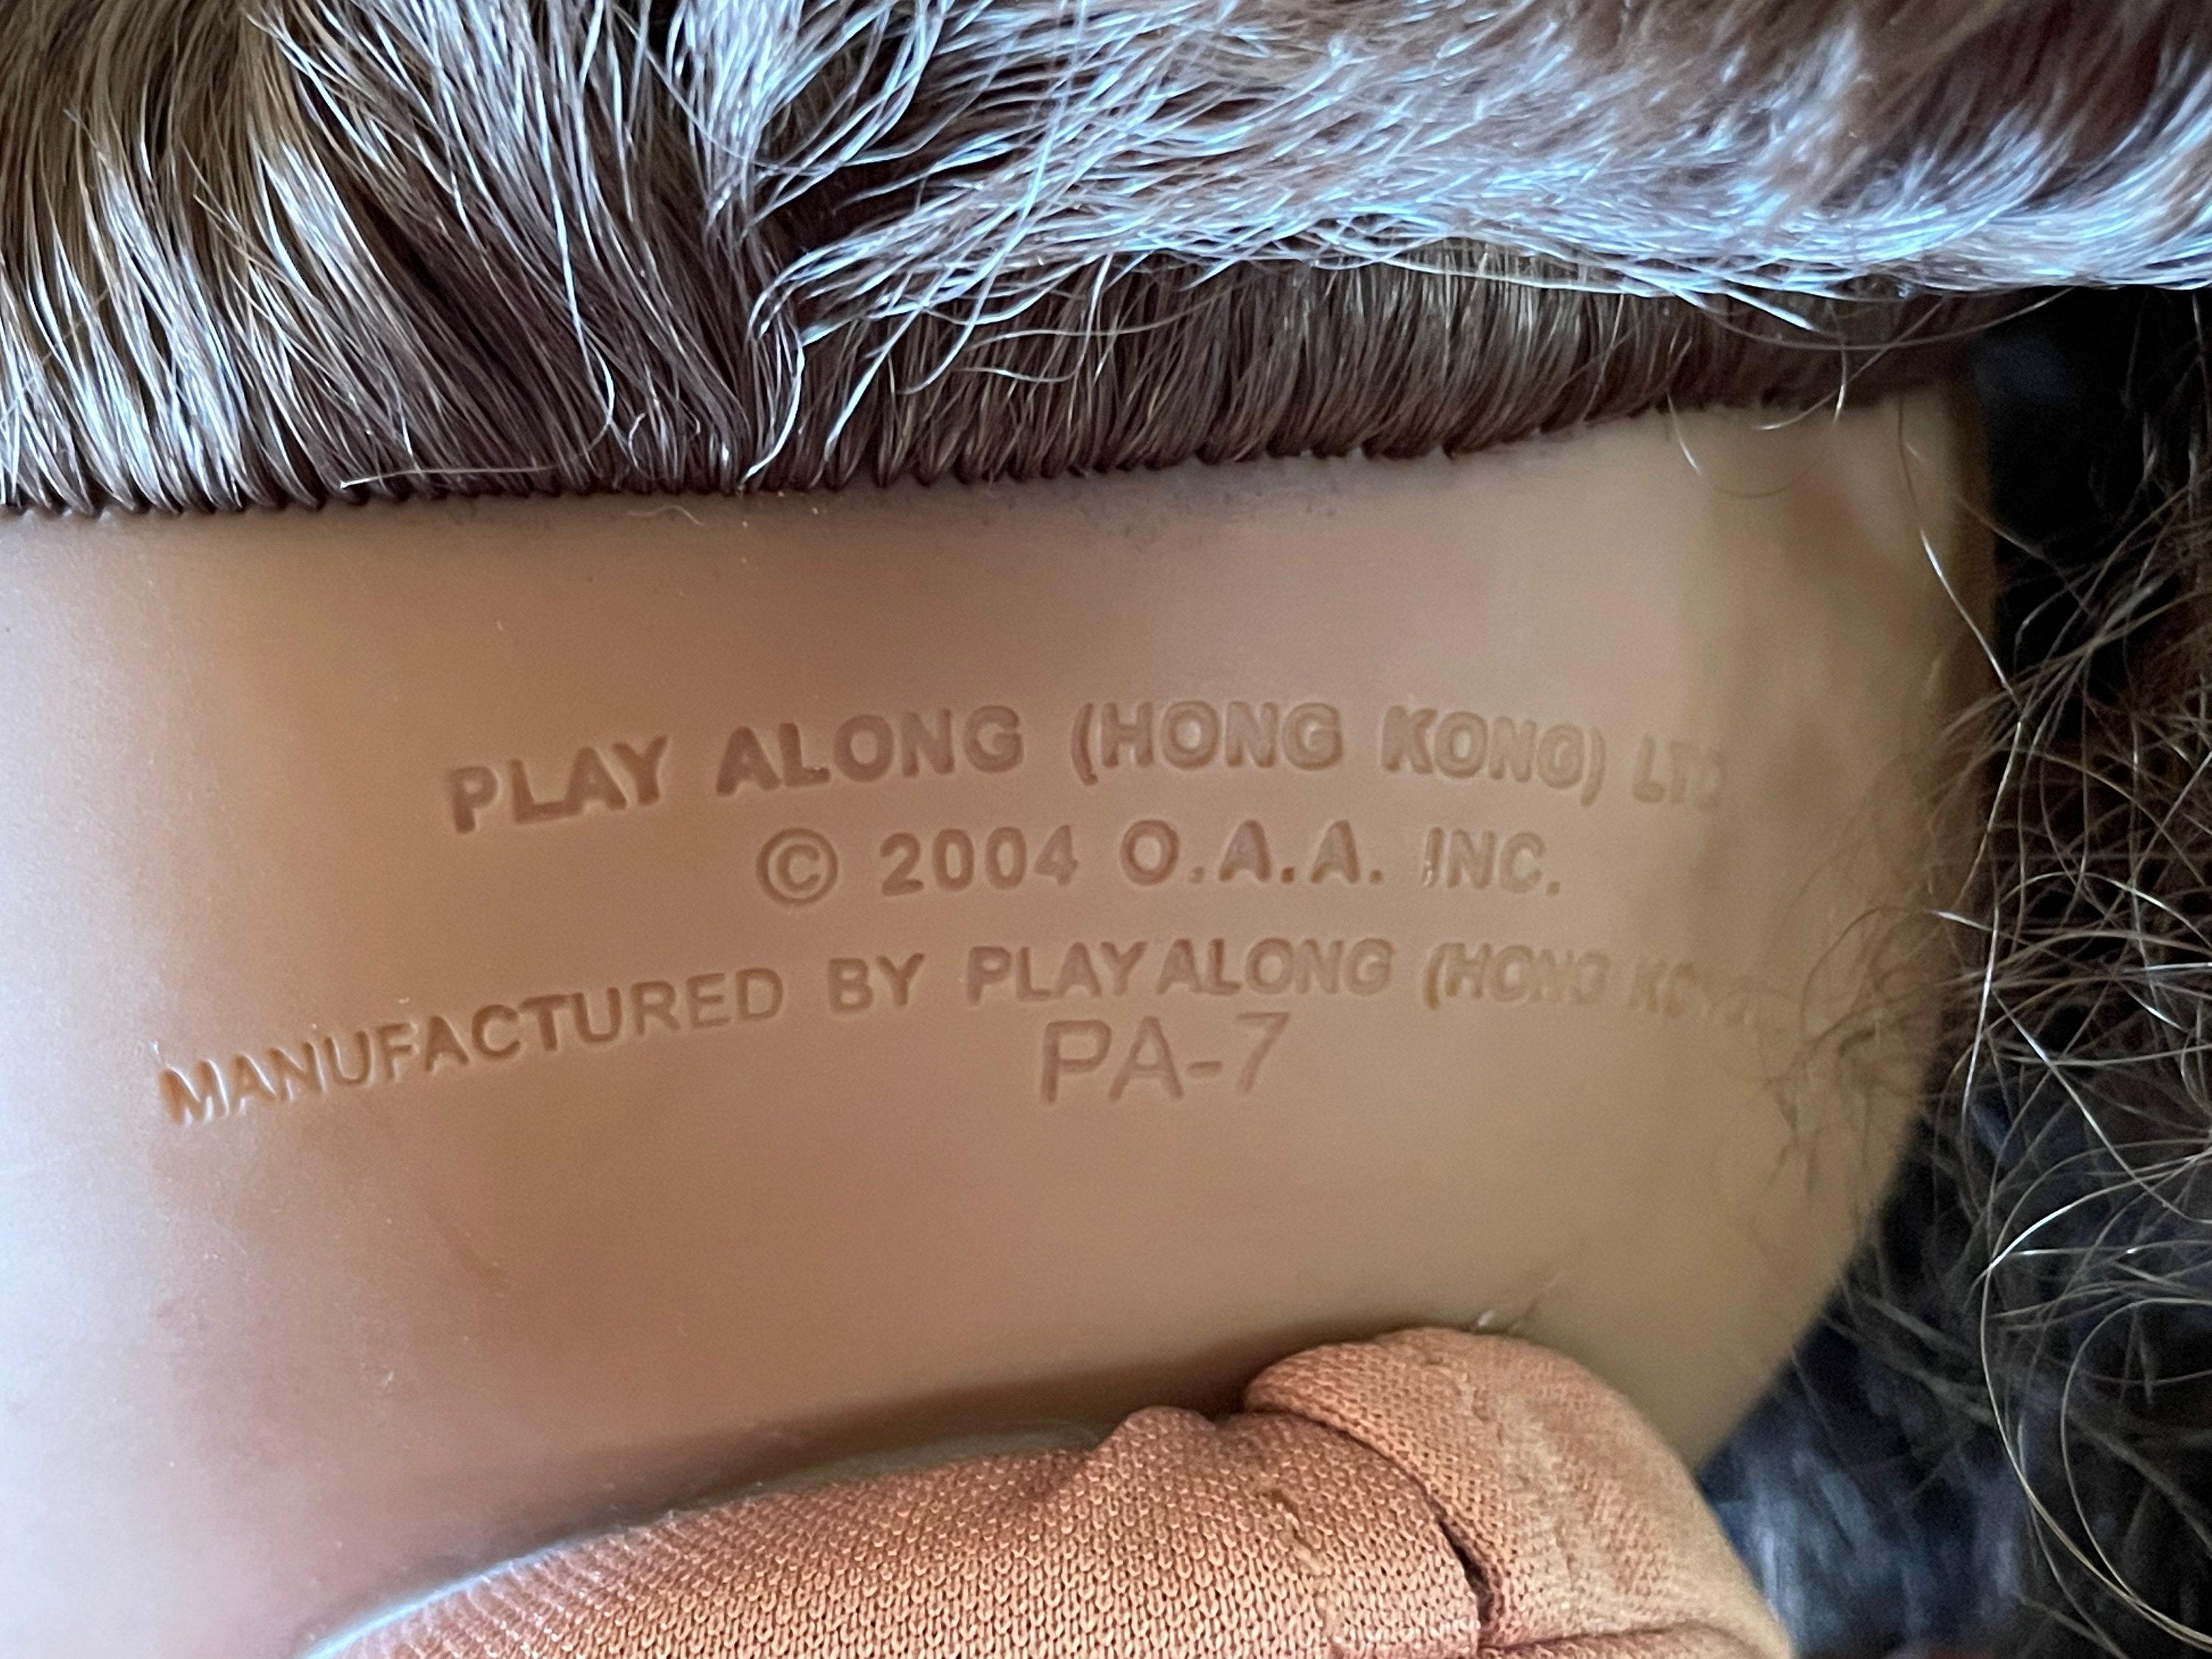 PLAY ALONG (HONG KONG) LTD
© 2004 O.A.A. INC.
MANUFACTURED BY PLAY ALONG (HONG
PA-7